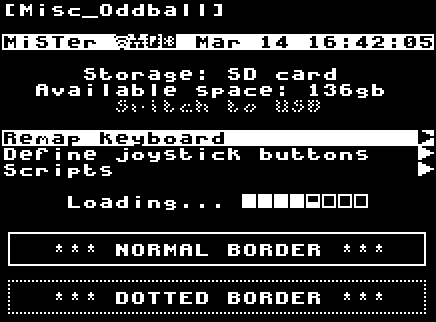 [Misc_Oddball]
MiSTer Mar 14 16:42:05
Storage: SD card
Available space: 136gb
Switch to USB
Remap keyboard
Define joystick buttons
Scripts
Loading...
*** NORMAL BORDER ***
*** DOTTED BORDER ***